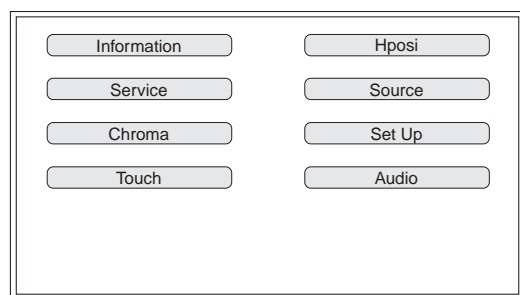 Information
Hposi
Service
Source
Chroma
Set Up
Touch
Audio